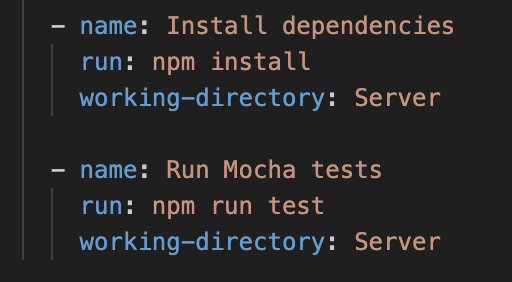 - name: Install dependencies
run: npm install
working-directory: Server
- name: Run Mocha tests
run: npm run test
working-directory: Server